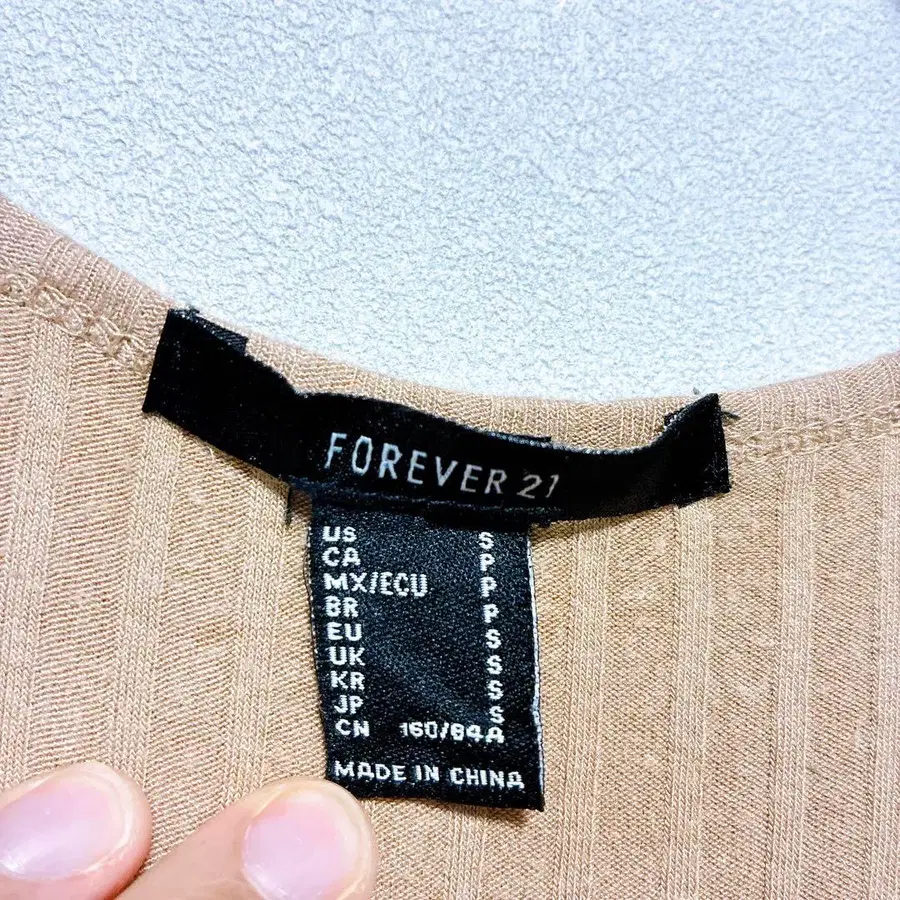 FOREVER 21
US S
CA P
MX/ECU P
BR P
EU S
UK S
KR S
JP S
CN 160/84A
MADE IN CHINA